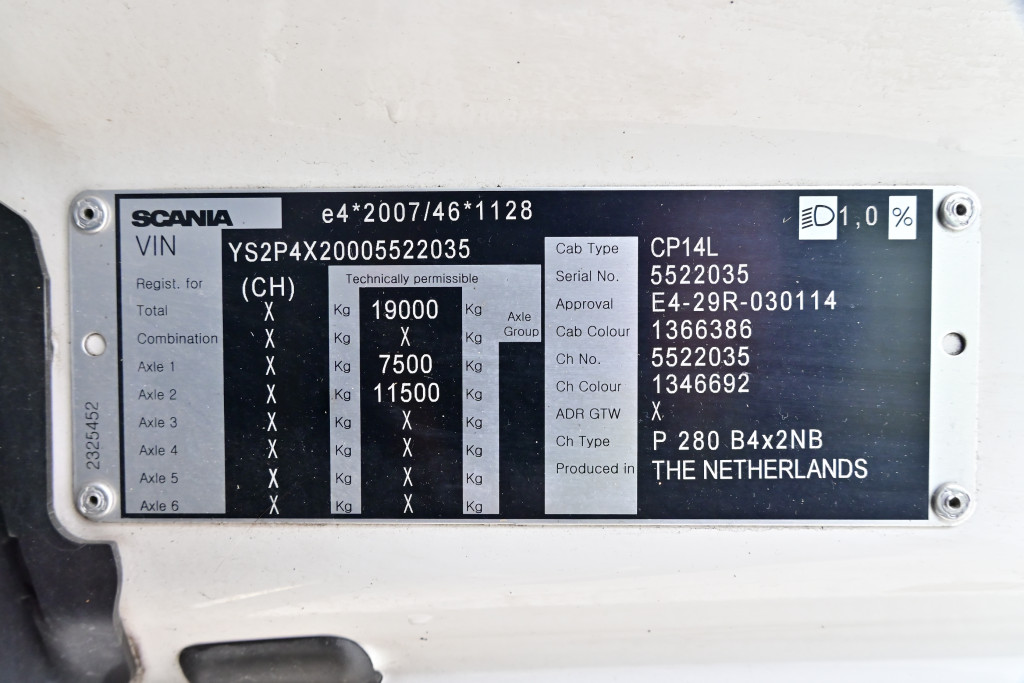 SCANIA e4*2007/46*1128 1,0 %
VIN YS2P4X20005522035
Regist. for (CH) Technically permissible
Total X Kg 19000 Kg Axle Group
Combination X Kg X Kg
Axle 1 X Kg 7500 Kg
Axle 2 X Kg 11500 Kg
Axle 3 X Kg X Kg
Axle 4 X Kg X Kg
Axle 5 X Kg X Kg
Axle 6 X Kg X Kg
Cab Type CP14L
Serial No. 5522035
Approval E4-29R-030114
Cab Colour 1366386
Ch No. 5522035
Ch Colour 1346692
ADR GTW X
Ch Type P 280 B4x2NB
Produced in THE NETHERLANDS
2325452